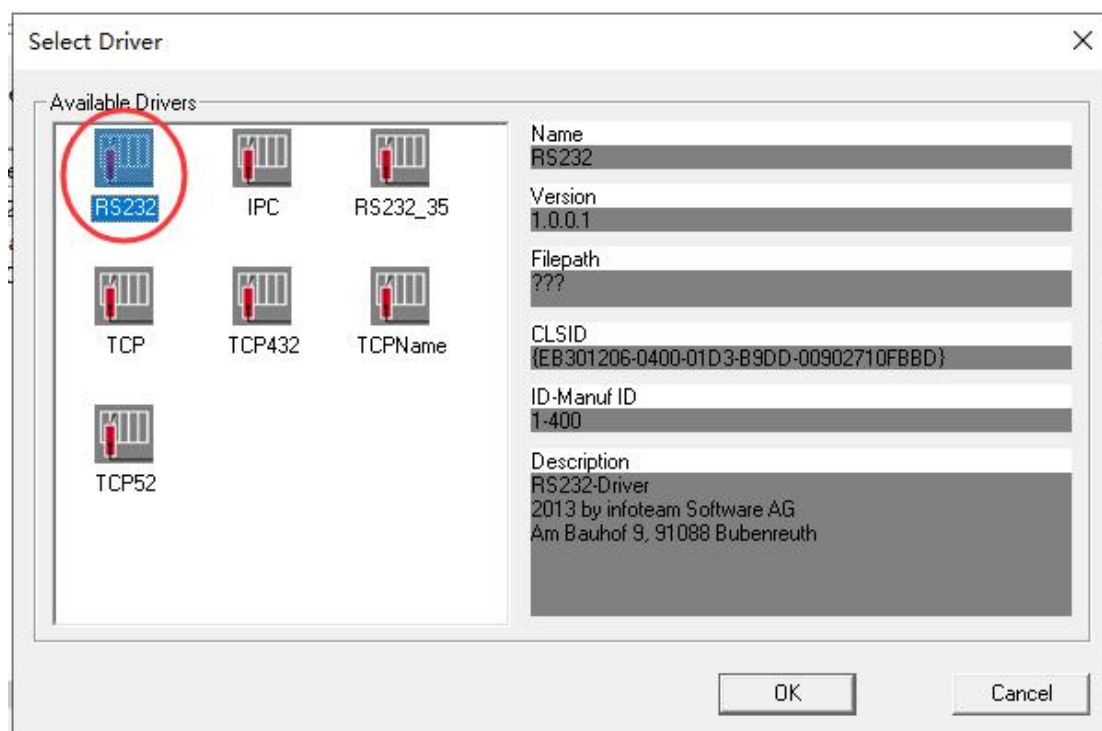 Select Driver
Available Drivers
RS232
IPC
RS232_35
TCP
TCP432
TCPName
TCP52
Name
RS232
Version
1.0.0.1
Filepath
???
CLSID
{EB301206-0400-01D3-B9DD-00902710FBBD}
ID-Manuf ID
1-400
Description
RS232-Driver
2013 by infoteam Software AG
Am Bauhof 9, 91088 Bubenreuth
OK
Cancel